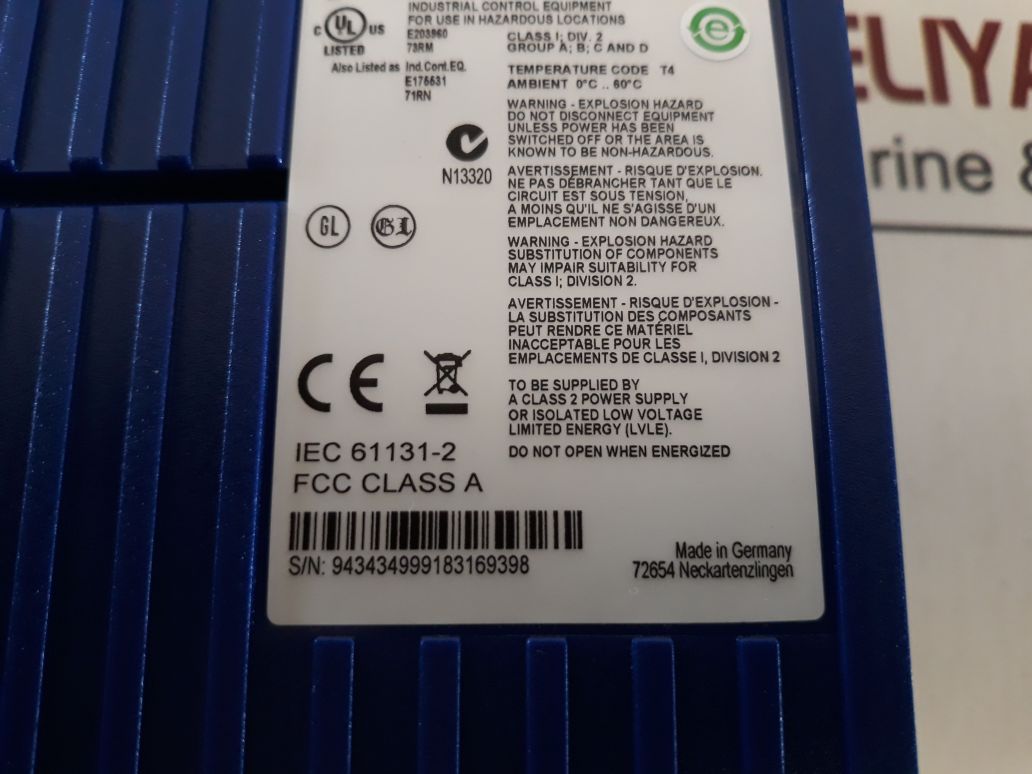 INDUSTRIAL CONTROL EQUIPMENT
FOR USE IN HAZARDOUS LOCATIONS
C UL US
LISTED
E203960
73RM
CLASS I; DIV. 2
GROUP A; B; C AND D
Also Listed as Ind.Cont.EQ.
E175531
71RN
TEMPERATURE CODE T4
AMBIENT 0°C .. 60°C
WARNING - EXPLOSION HAZARD
DO NOT DISCONNECT EQUIPMENT
UNLESS POWER HAS BEEN
SWITCHED OFF OR THE AREA IS
KNOWN TO BE NON-HAZARDOUS.
N13320
AVERTISSEMENT - RISQUE D'EXPLOSION.
NE PAS DÉBRANCHER TANT QUE LE
CIRCUIT EST SOUS TENSION,
A MOINS QU'IL NE S'AGISSE D'UN
EMPLACEMENT NON DANGEREUX.
GL GL
WARNING - EXPLOSION HAZARD
SUBSTITUTION OF COMPONENTS
MAY IMPAIR SUITABILITY FOR
CLASS I; DIVISION 2.
AVERTISSEMENT - RISQUE D'EXPLOSION -
LA SUBSTITUTION DES COMPOSANTS
PEUT RENDRE CE MATÉRIEL
INACCEPTABLE POUR LES
EMPLACEMENTS DE CLASSE I, DIVISION 2
CE
TO BE SUPPLIED BY
A CLASS 2 POWER SUPPLY
OR ISOLATED LOW VOLTAGE
LIMITED ENERGY (LVLE).
DO NOT OPEN WHEN ENERGIZED
IEC 61131-2
FCC CLASS A
S/N: 943434999183169398
Made in Germany
72654 Neckartenzlingen
ELIYA
rine &